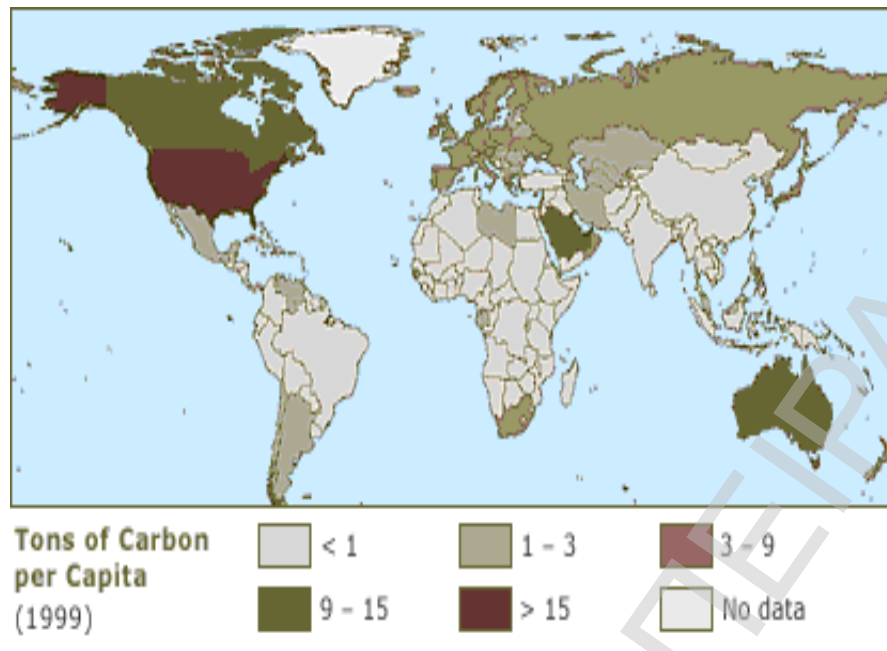 Tons of Carbon
per Capita
(1999)
< 1
1 – 3
3 – 9
9 – 15
> 15
No data